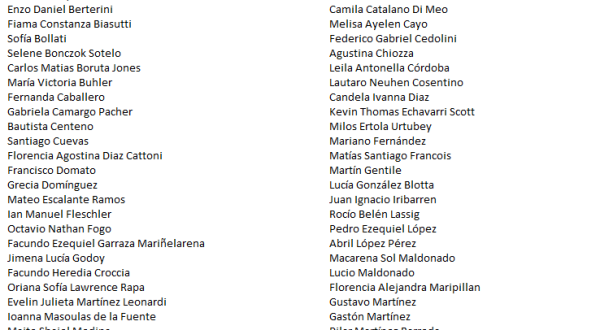 Enzo Daniel Berterini
Fiama Constanza Biasutti
Sofía Bollati
Selene Bonczok Sotelo
Carlos Matias Boruta Jones
María Victoria Buhler
Fernanda Caballero
Gabriela Camargo Pacher
Bautista Centeno
Santiago Cuevas
Florencia Agostina Diaz Cattoni
Francisco Domato
Grecia Domínguez
Mateo Escalante Ramos
Ian Manuel Fleschler
Octavio Nathan Fogo
Facundo Ezequiel Garraza Mariñelarena
Jimena Lucía Godoy
Facundo Heredia Croccia
Oriana Sofía Lawrence Rapa
Evelin Julieta Martínez Leonardi
Ioanna Masoulas de la Fuente
Camila Catalano Di Meo
Melisa Ayelen Cayo
Federico Gabriel Cedolini
Agustina Chiozza
Leila Antonella Córdoba
Lautaro Neuhen Cosentino
Candela Ivanna Diaz
Kevin Thomas Echavarri Scott
Milos Ertola Urtubey
Mariano Fernández
Matías Santiago Francois
Martín Gentile
Lucía González Blotta
Juan Ignacio Iribarren
Rocío Belén Lassig
Pedro Ezequiel López
Abril López Pérez
Macarena Sol Maldonado
Lucio Maldonado
Florencia Alejandra Maripillan
Gustavo Martínez
Gastón Martínez